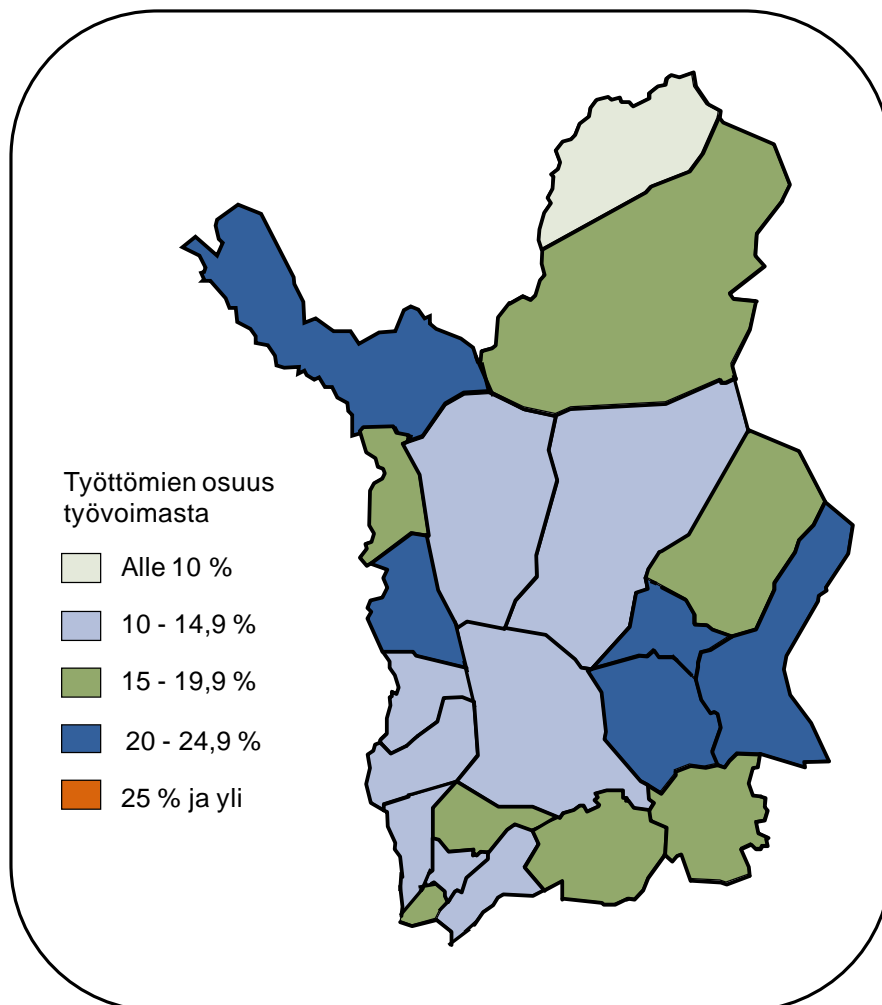 Työttömien osuus
työvoimasta
Alle 10 %
10 - 14,9 %
15 - 19,9 %
20 - 24,9 %
25 % ja yli